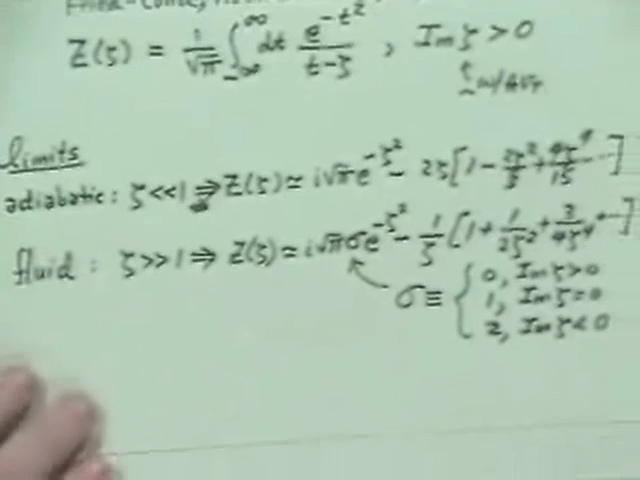 Z(ζ) = 1/√π ∫_{-∞}^{∞} dt e^{-t²}/(t-ζ) , Im ζ > 0
limits
adiabatic: ζ << 1 ⇒ Z(ζ) ≃ i√π e^{-ζ²} - 2ζ[1 - 2ζ²/3 + 4ζ⁴/15 ...]
fluid: ζ >> 1 ⇒ Z(ζ) ≃ i√π σ e^{-ζ²} - 1/ζ [1 + 1/2ζ² + 3/4ζ⁴ + ...]
σ ≡ { 0, Im ζ > 0
1, Im ζ = 0
2, Im ζ < 0